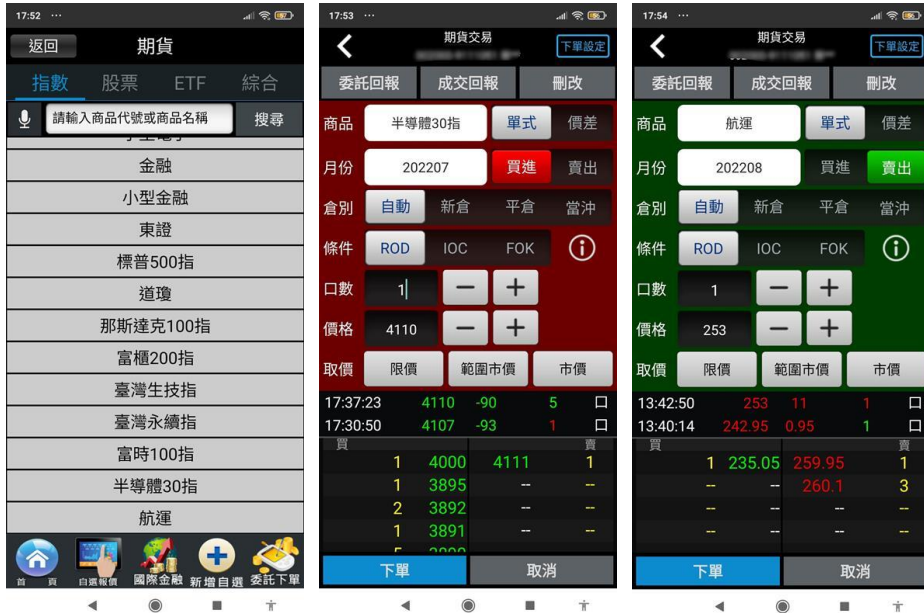 17:52 ...
返回 期貨
指數 股票 ETF 綜合
請輸入商品代號或商品名稱 搜尋
金融
小型金融
東證
標普500指
道瓊
那斯達克100指
富櫃200指
臺灣生技指
臺灣永續指
富時100指
半導體30指
航運
首頁 自選報價 國際金融 新增自選 委託下單
17:53 ...
期貨交易
下單設定
委託回報 成交回報 刪改
商品 半導體30指 單式 價差
月份 202207 買進 賣出
倉別 自動 新倉 平倉 當沖
條件 ROD IOC FOK
口數 1 − +
價格 4110 − +
取價 限價 範圍市價 市價
17:37:23 4110 -90 5 口
17:30:50 4107 -93 1 口
買 賣
1 4000 4111 1
1 3895 -- --
2 3892 -- --
1 3891 -- --
下單 取消
17:54 ...
期貨交易
下單設定
委託回報 成交回報 刪改
商品 航運 單式 價差
月份 202208 買進 賣出
倉別 自動 新倉 平倉 當沖
條件 ROD IOC FOK
口數 1 − +
價格 253 − +
取價 限價 範圍市價 市價
13:42:50 253 11 1 口
13:40:14 242.95 0.95 1 口
買 賣
1 235.05 259.95 1
-- -- 260.1 3
-- -- -- --
-- -- -- --
下單 取消